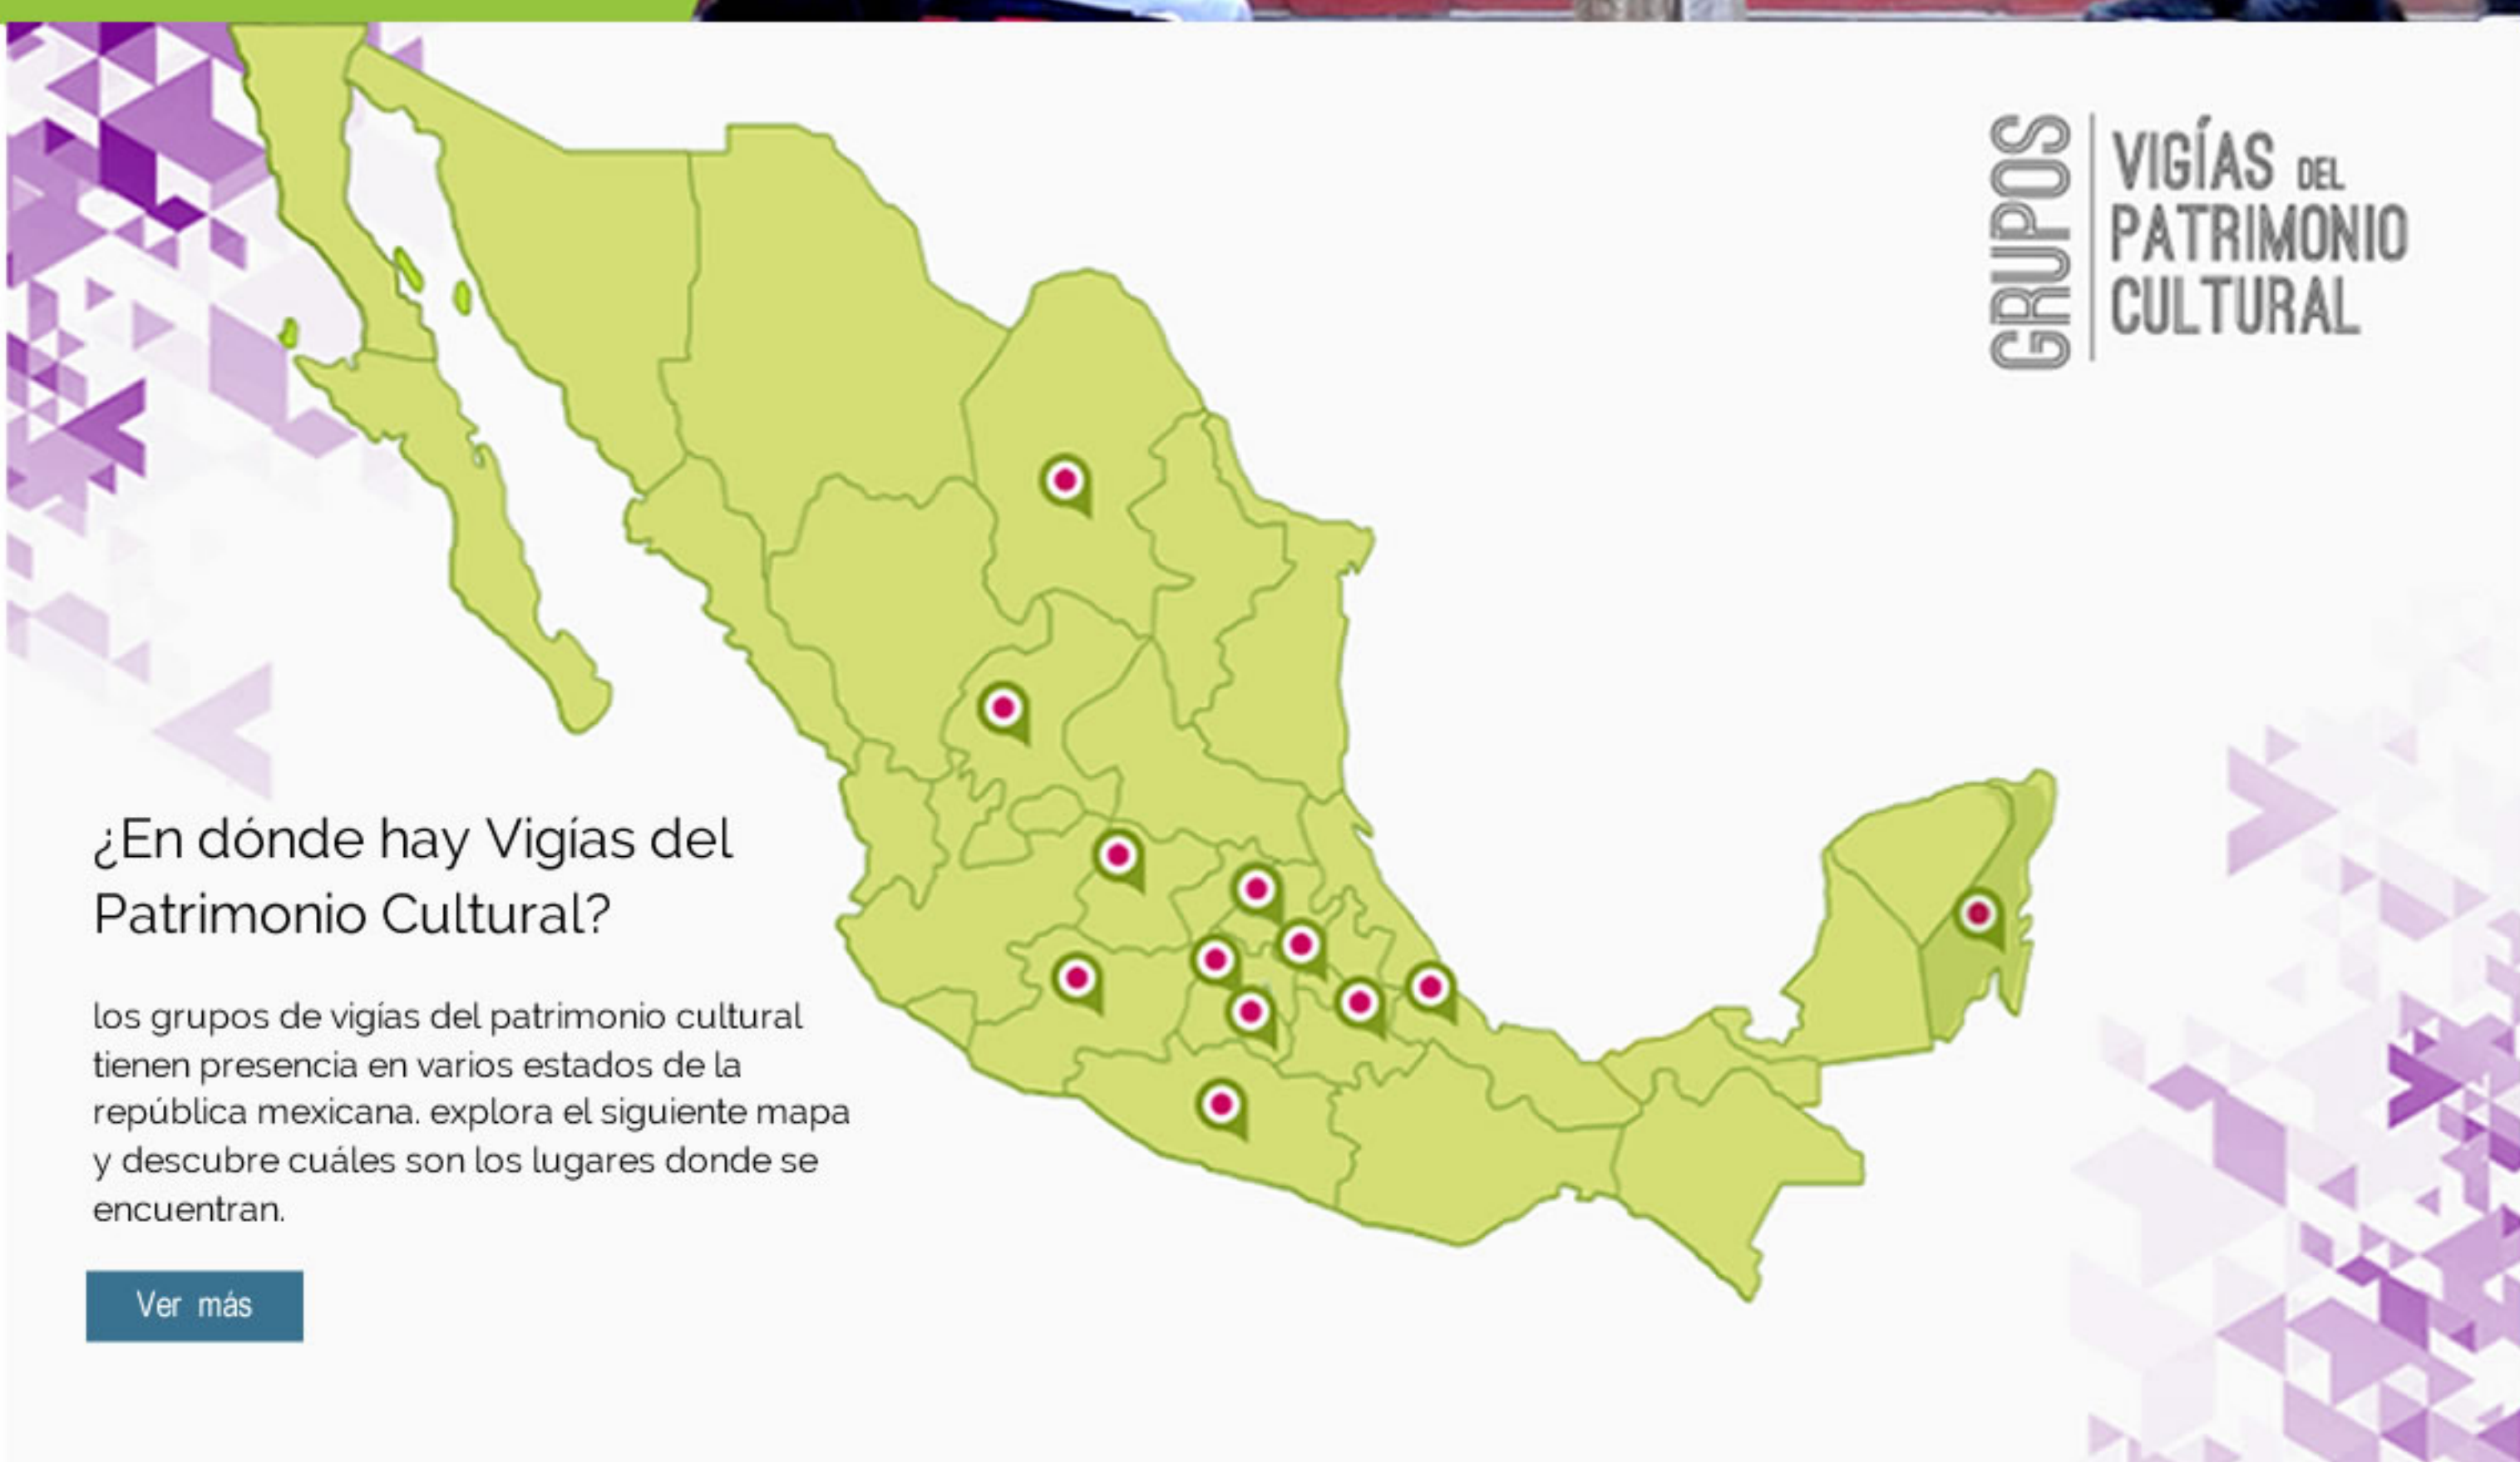 GRUPOS
VIGÍAS DEL
PATRIMONIO
CULTURAL
¿En dónde hay Vigías del
Patrimonio Cultural?
los grupos de vigías del patrimonio cultural
tienen presencia en varios estados de la
república mexicana. explora el siguiente mapa
y descubre cuáles son los lugares donde se
encuentran.
Ver más